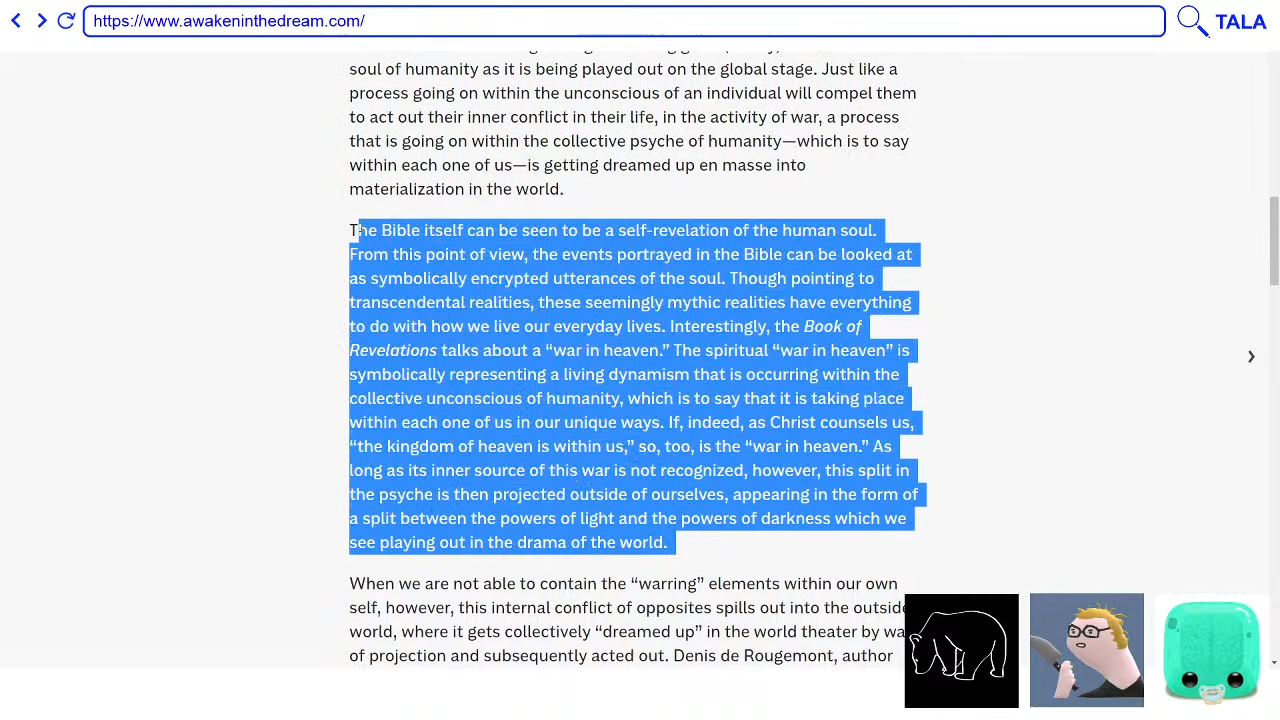 https://www.awakeninthedream.com/
TALA
soul of humanity as it is being played out on the global stage. Just like a
process going on within the unconscious of an individual will compel them
to act out their inner conflict in their life, in the activity of war, a process
that is going on within the collective psyche of humanity—which is to say
within each one of us—is getting dreamed up en masse into
materialization in the world.
The Bible itself can be seen to be a self-revelation of the human soul.
From this point of view, the events portrayed in the Bible can be looked at
as symbolically encrypted utterances of the soul. Though pointing to
transcendental realities, these seemingly mythic realities have everything
to do with how we live our everyday lives. Interestingly, the Book of
Revelations talks about a “war in heaven.” The spiritual “war in heaven” is
symbolically representing a living dynamism that is occurring within the
collective unconscious of humanity, which is to say that it is taking place
within each one of us in our unique ways. If, indeed, as Christ counsels us,
“the kingdom of heaven is within us,” so, too, is the “war in heaven.” As
long as its inner source of this war is not recognized, however, this split in
the psyche is then projected outside of ourselves, appearing in the form of
a split between the powers of light and the powers of darkness which we
see playing out in the drama of the world.
When we are not able to contain the “warring” elements within our own
self, however, this internal conflict of opposites spills out into the outside
world, where it gets collectively “dreamed up” in the world theater by wa
of projection and subsequently acted out. Denis de Rougemont, author